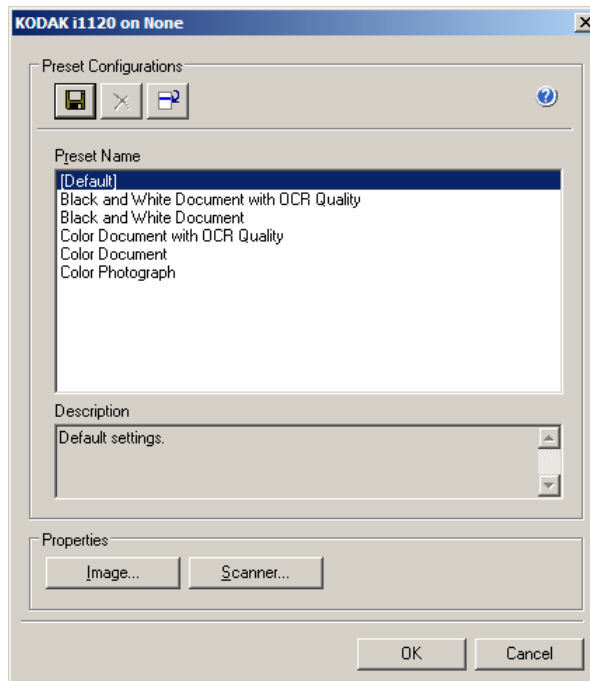 KODAK i1120 on None
Preset Configurations
Preset Name
[Default]
Black and White Document with OCR Quality
Black and White Document
Color Document with OCR Quality
Color Document
Color Photograph
Description
Default settings.
Properties
Image...
Scanner...
OK
Cancel